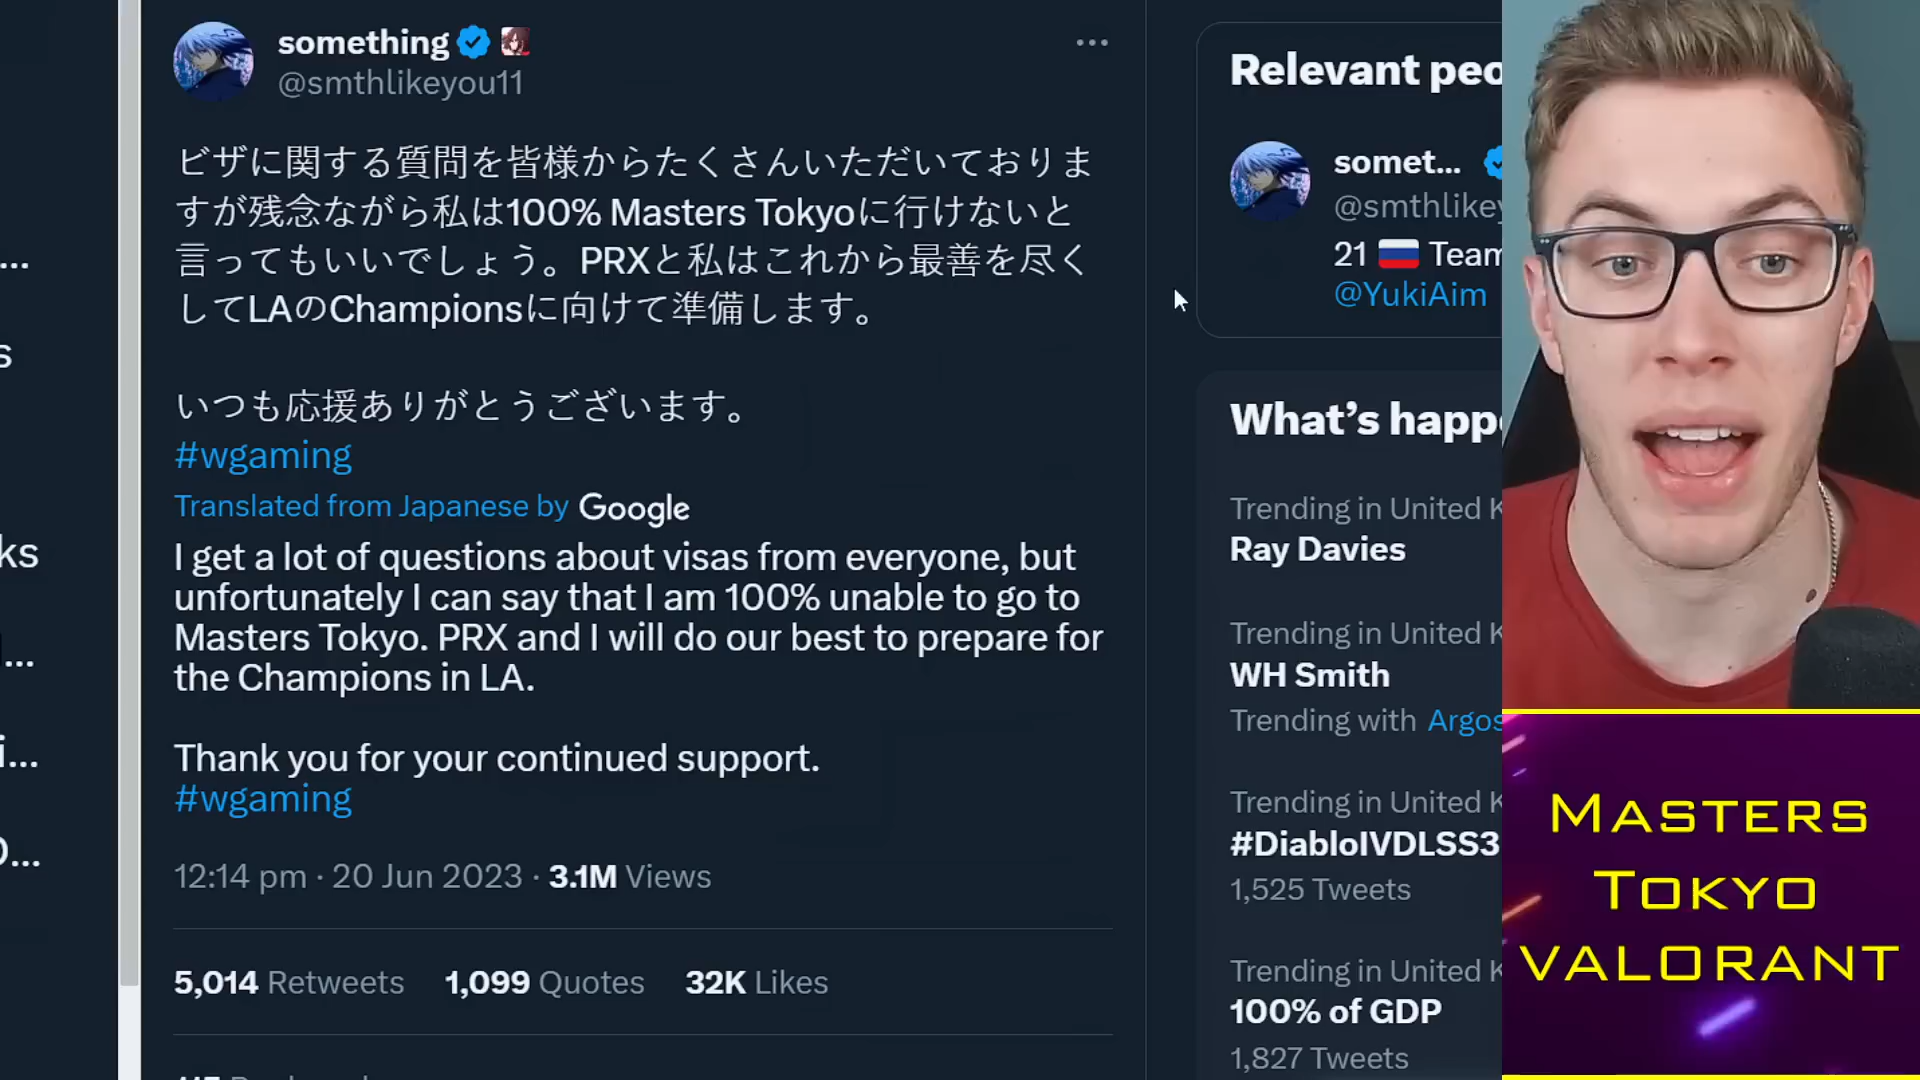 something
@smthlikeyou11
ビザに関する質問を皆様からたくさんいただいておりま
すが残念ながら私は100% Masters Tokyoに行けないと
言ってもいいでしょう。PRXと私はこれから最善を尽く
してLAのChampionsに向けて準備します。
いつも応援ありがとうございます。
#wgaming
Translated from Japanese by Google
I get a lot of questions about visas from everyone, but
unfortunately I can say that I am 100% unable to go to
Masters Tokyo. PRX and I will do our best to prepare for
the Champions in LA.
Thank you for your continued support.
#wgaming
12:14 pm · 20 Jun 2023 · 3.1M Views
5,014 Retweets 1,099 Quotes 32K Likes
Relevant peo
somet...
@smthlikey
21 Team
@YukiAim
What's happe
Trending in United K
Ray Davies
Trending in United K
WH Smith
Trending with Argos
Trending in United K
#DiabloIVDLSS3
1,525 Tweets
Trending in United K
100% of GDP
1,827 Tweets
MASTERS
TOKYO
VALORANT